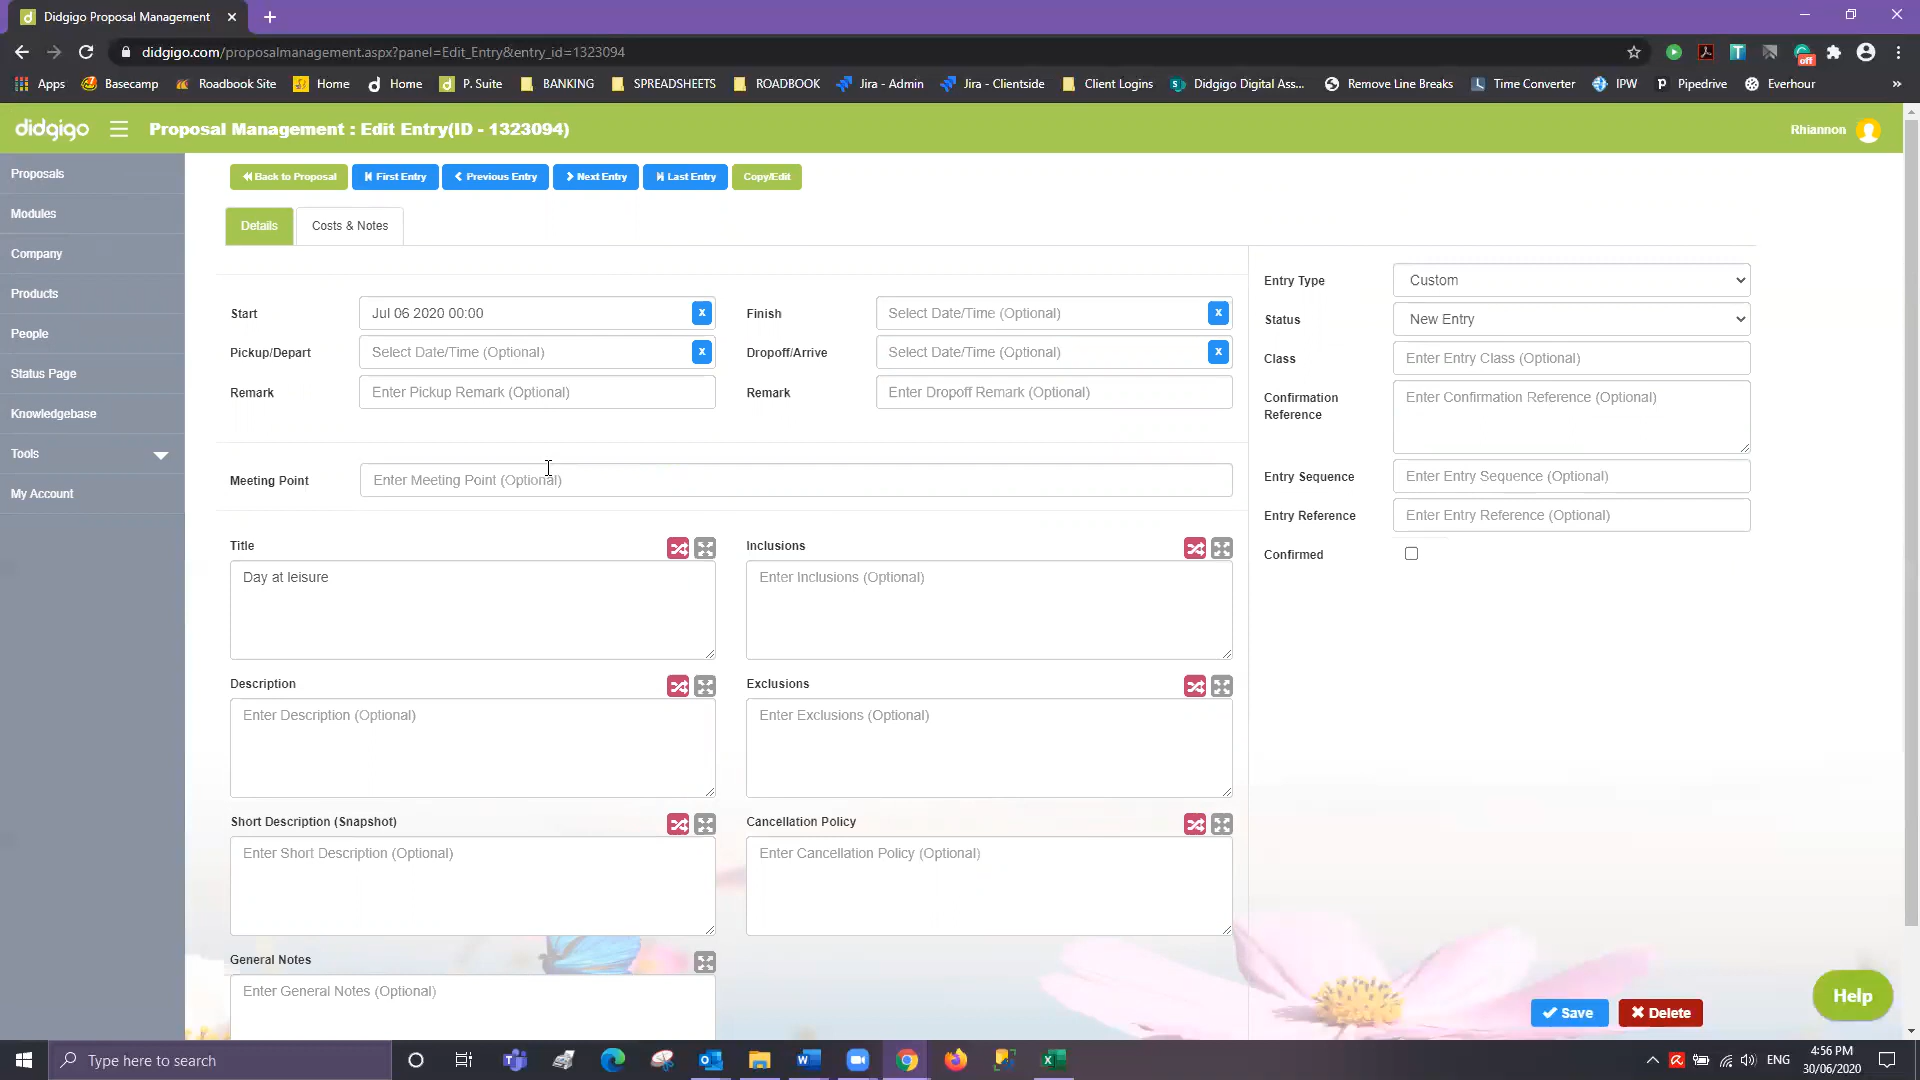 Didgigo Proposal Management
didgigo.com/proposalmanagement.aspx?panel=Edit_Entry&entry_id=1323094
off
Apps Basecamp Roadbook Site Home Home P. Suite BANKING SPREADSHEETS ROADBOOK Jira - Admin Jira - Clientside Client Logins Didgigo Digital Ass... Remove Line Breaks Time Converter IPW Pipedrive Everhour »
didgigo Proposal Management : Edit Entry(ID - 1323094) Rhiannon
Proposals
Modules
Company
Products
People
Status Page
Knowledgebase
Tools
My Account
Back to Proposal First Entry Previous Entry Next Entry Last Entry Copy/Edit
Details Costs & Notes
Start Jul 06 2020 00:00 x Finish Select Date/Time (Optional) x
Pickup/Depart Select Date/Time (Optional) x Dropoff/Arrive Select Date/Time (Optional) x
Remark Enter Pickup Remark (Optional) Remark Enter Dropoff Remark (Optional)
Meeting Point Enter Meeting Point (Optional)
Title Inclusions
Day at leisure Enter Inclusions (Optional)
Description Exclusions
Enter Description (Optional) Enter Exclusions (Optional)
Short Description (Snapshot) Cancellation Policy
Enter Short Description (Optional) Enter Cancellation Policy (Optional)
General Notes
Enter General Notes (Optional)
Entry Type Custom
Status New Entry
Class Enter Entry Class (Optional)
Confirmation Reference Enter Confirmation Reference (Optional)
Entry Sequence Enter Entry Sequence (Optional)
Entry Reference Enter Entry Reference (Optional)
Confirmed
Save Delete
Help
Type here to search
ENG
4:56 PM
30/06/2020